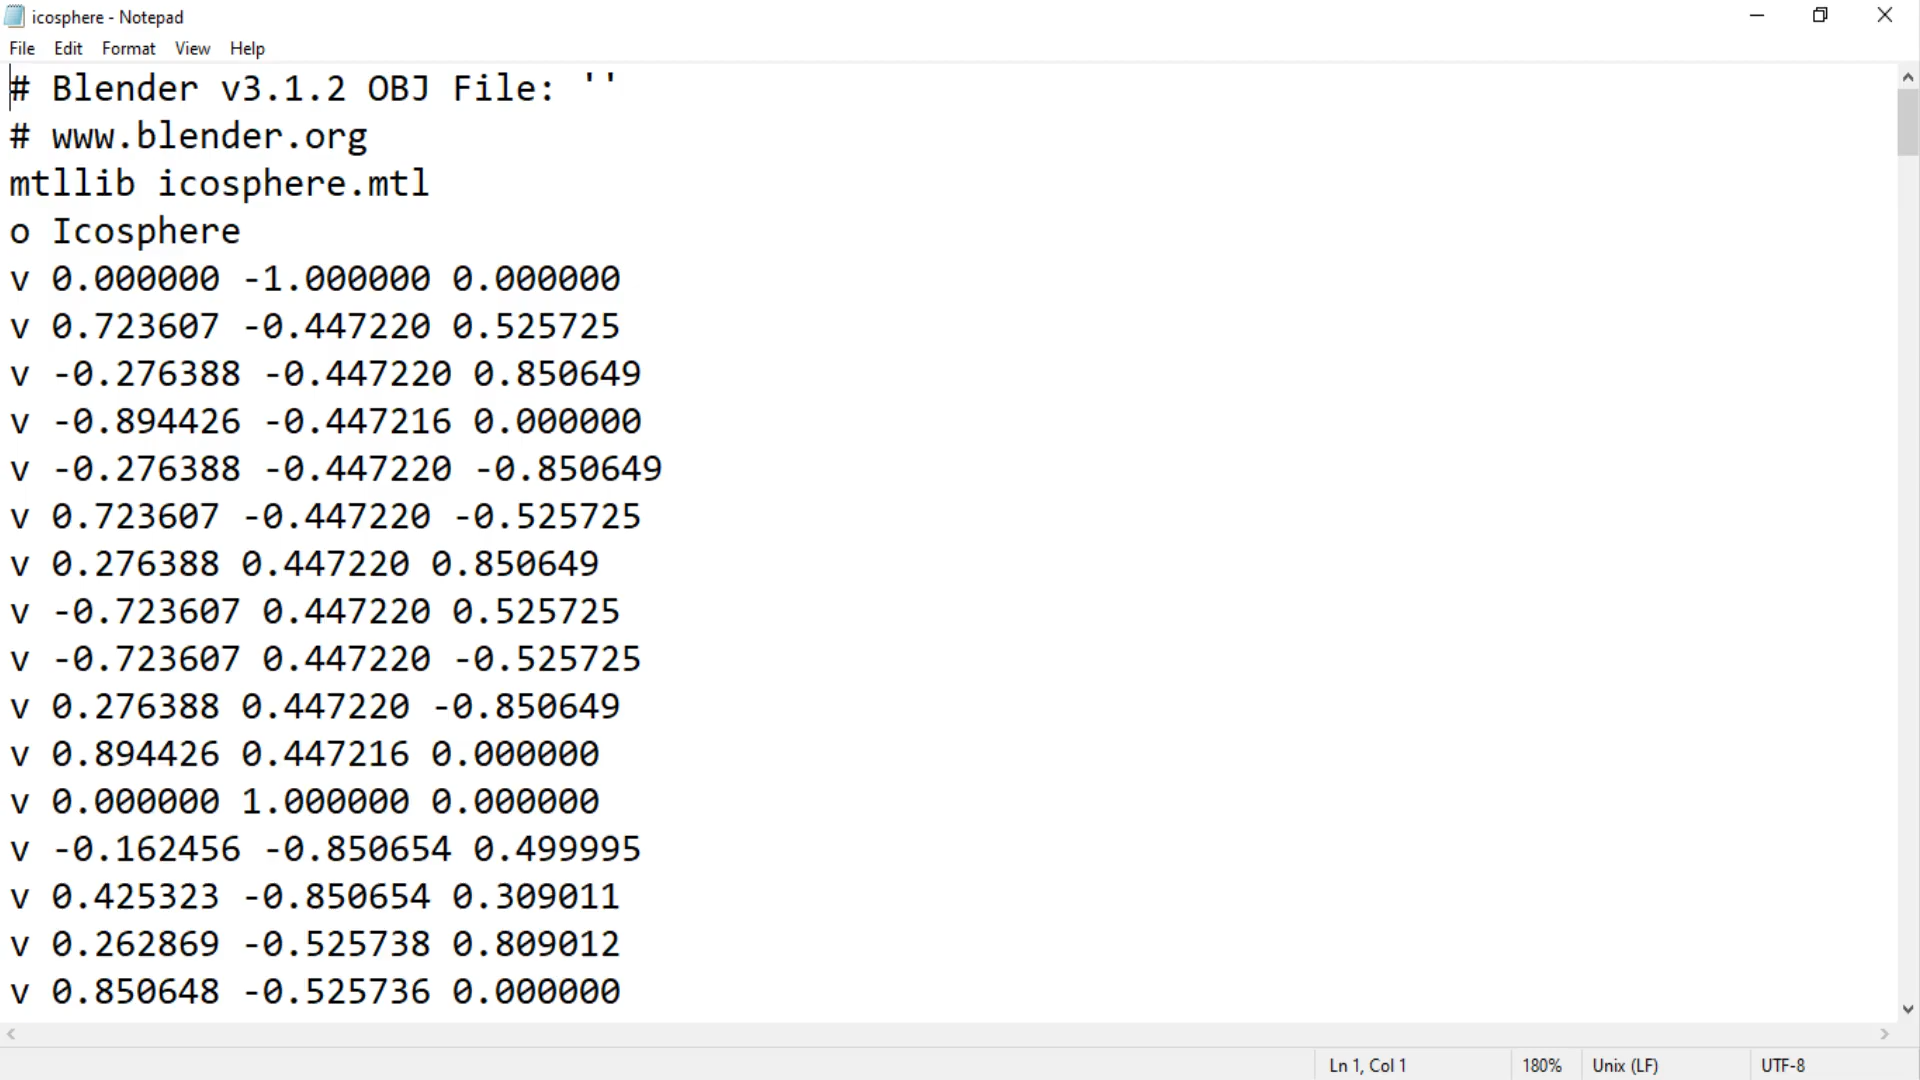 icosphere - Notepad
File Edit Format View Help
# Blender v3.1.2 OBJ File: ''
# www.blender.org
mtllib icosphere.mtl
o Icosphere
v 0.000000 -1.000000 0.000000
v 0.723607 -0.447220 0.525725
v -0.276388 -0.447220 0.850649
v -0.894426 -0.447216 0.000000
v -0.276388 -0.447220 -0.850649
v 0.723607 -0.447220 -0.525725
v 0.276388 0.447220 0.850649
v -0.723607 0.447220 0.525725
v -0.723607 0.447220 -0.525725
v 0.276388 0.447220 -0.850649
v 0.894426 0.447216 0.000000
v 0.000000 1.000000 0.000000
v -0.162456 -0.850654 0.499995
v 0.425323 -0.850654 0.309011
v 0.262869 -0.525738 0.809012
v 0.850648 -0.525736 0.000000
Ln 1, Col 1 180% Unix (LF) UTF-8